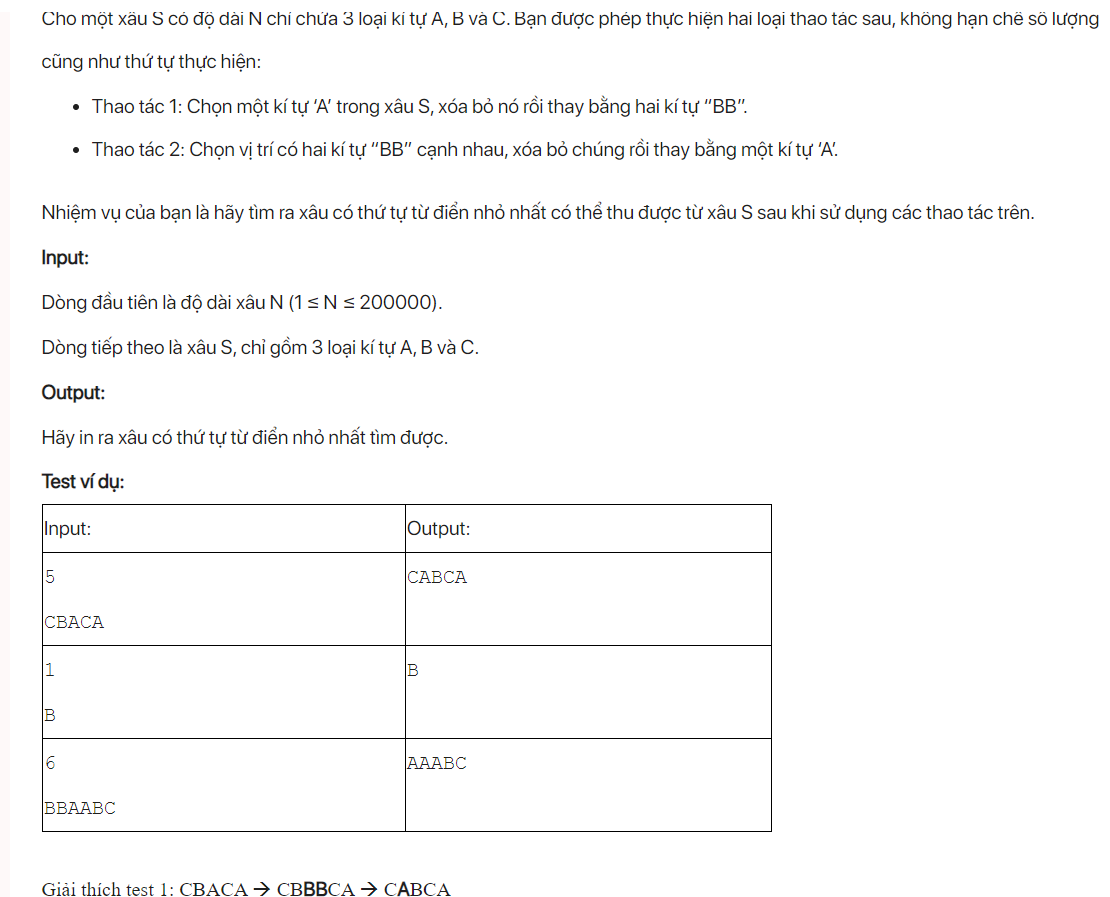 Cho một xâu S có độ dài N chỉ chứa 3 loại kí tự A, B và C. Bạn được phép thực hiện hai loại thao tác sau, không hạn chế số lượng
cũng như thứ tự thực hiện:
• Thao tác 1: Chọn một kí tự ‘A’ trong xâu S, xóa bỏ nó rồi thay bằng hai kí tự “BB”.
• Thao tác 2: Chọn vị trí có hai kí tự “BB” cạnh nhau, xóa bỏ chúng rồi thay bằng một kí tự ‘A’.
Nhiệm vụ của bạn là hãy tìm ra xâu có thứ tự từ điển nhỏ nhất có thể thu được từ xâu S sau khi sử dụng các thao tác trên.
Input:
Dòng đầu tiên là độ dài xâu N (1 ≤ N ≤ 200000).
Dòng tiếp theo là xâu S, chỉ gồm 3 loại kí tự A, B và C.
Output:
Hãy in ra xâu có thứ tự từ điển nhỏ nhất tìm được.
Test ví dụ:
Input: Output:
5 CABCA
CBACA
1 B
B
6 AAABC
BBAABC
Giải thích test 1: CBACA → CBBBCA → CABCA